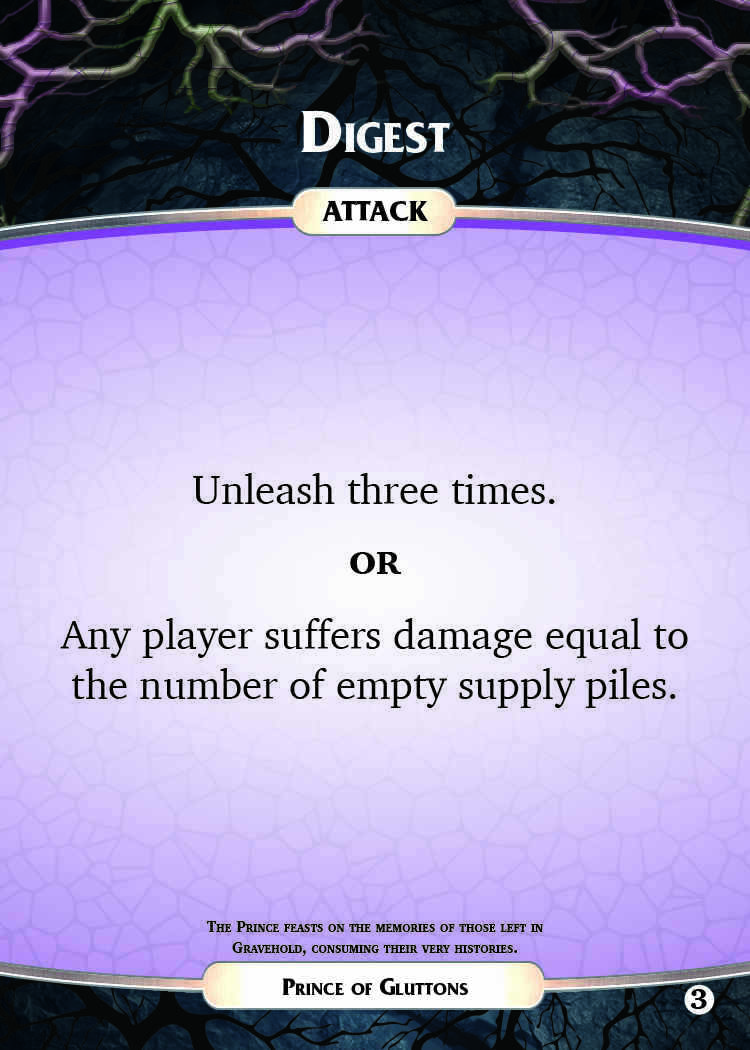 Digest
ATTACK
Unleash three times.
OR
Any player suffers damage equal to
the number of empty supply piles.
The Prince feasts on the memories of those left in
Gravehold, consuming their very histories.
Prince of Gluttons
3